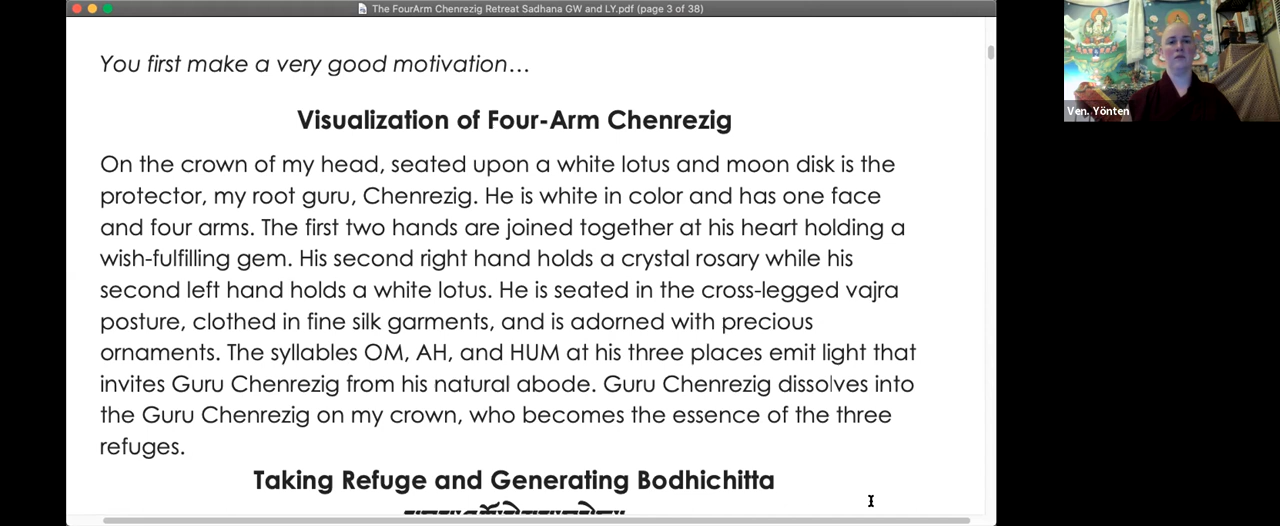 The FourArm Chenrezig Retreat Sadhana GW and LY.pdf (page 3 of 38)
You first make a very good motivation…
Visualization of Four-Arm Chenrezig
On the crown of my head, seated upon a white lotus and moon disk is the
protector, my root guru, Chenrezig. He is white in color and has one face
and four arms. The first two hands are joined together at his heart holding a
wish-fulfilling gem. His second right hand holds a crystal rosary while his
second left hand holds a white lotus. He is seated in the cross-legged vajra
posture, clothed in fine silk garments, and is adorned with precious
ornaments. The syllables OM, AH, and HUM at his three places emit light that
invites Guru Chenrezig from his natural abode. Guru Chenrezig dissolves into
the Guru Chenrezig on my crown, who becomes the essence of the three
refuges.
Taking Refuge and Generating Bodhichitta
Ven. Yönten